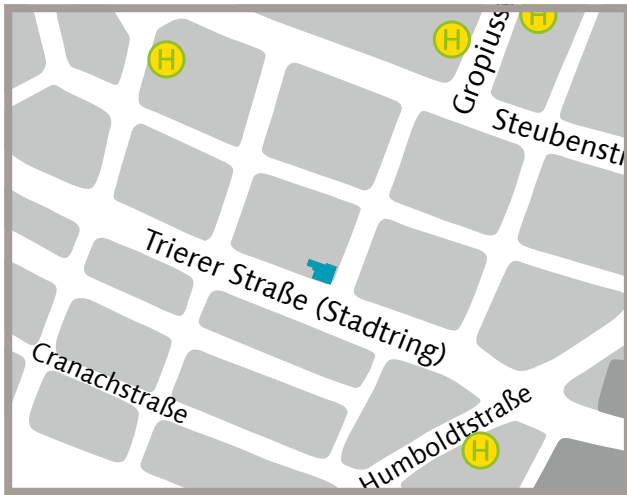 H
H
H
Gropiuss
Steubenstr
Trierer Straße (Stadtring)
Cranachstraße
Humboldtstraße
H